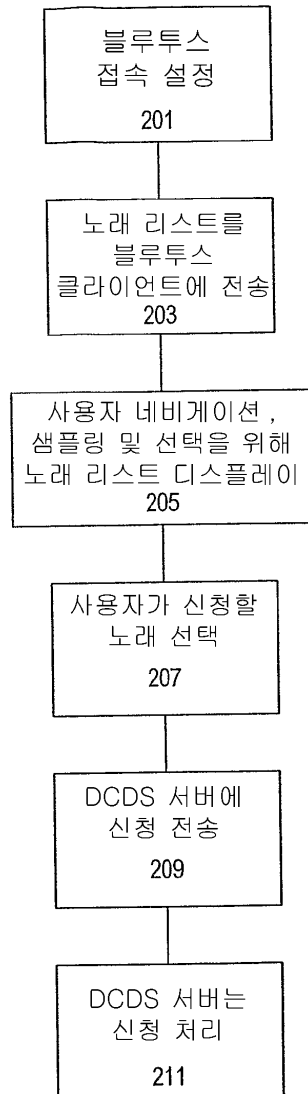 블루투스
접속 설정
201
노래 리스트를
블루투스
클라이언트에 전송
203
사용자 네비게이션,
샘플링 및 선택을 위해
노래 리스트 디스플레이
205
사용자가 신청할
노래 선택
207
DCDS 서버에
신청 전송
209
DCDS 서버는
신청 처리
211